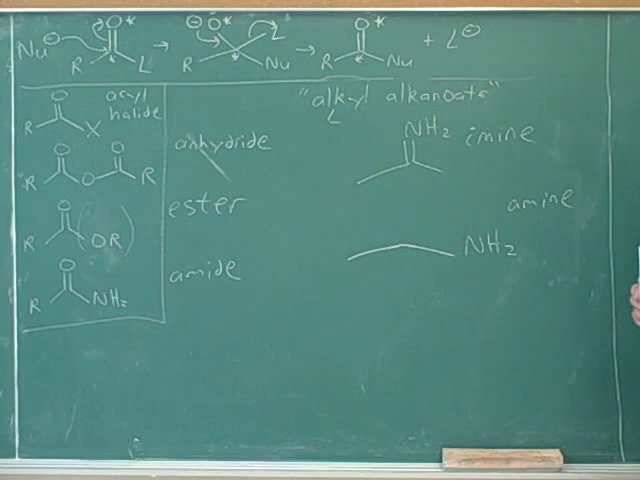 Nu⊖ R O* L → ⊖ O* R L Nu → O* R Nu + L⊖
O R X acyl halide
"alkyl alkanoate"
L
NH2 imine
anhydride
O O R O R
ester
amine
O R (OR)
NH2
amide
O R NH2